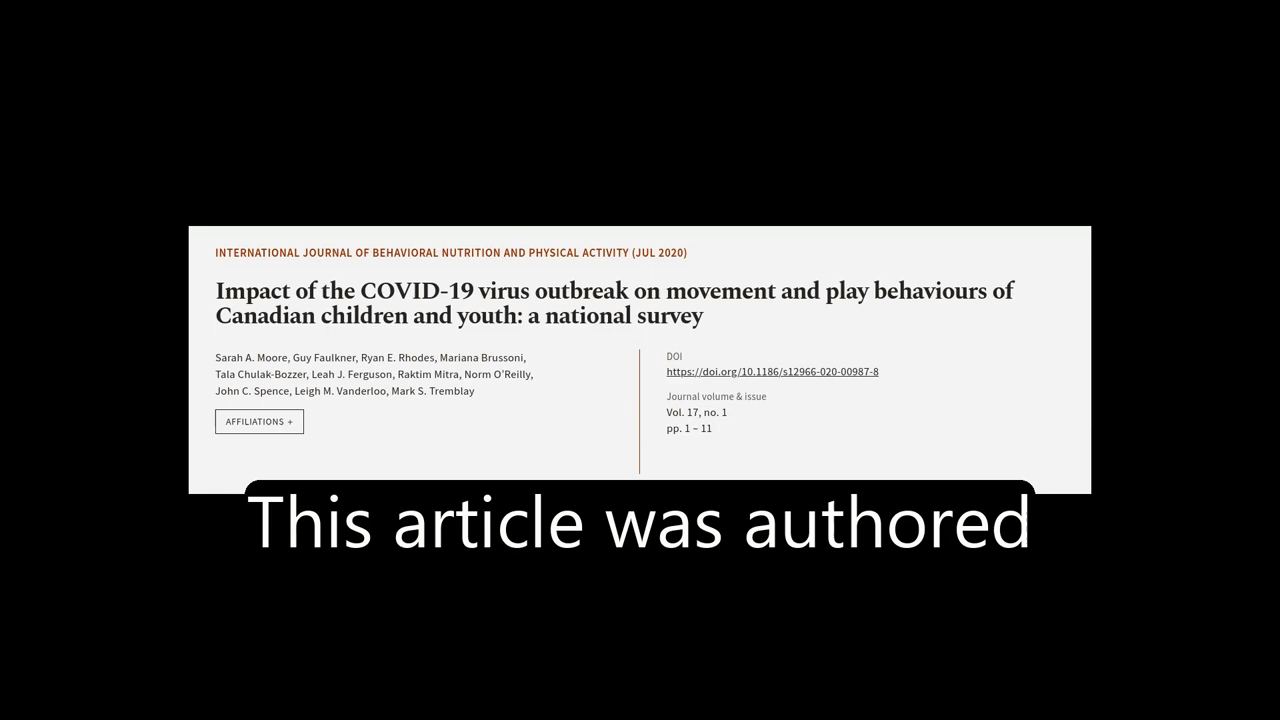 INTERNATIONAL JOURNAL OF BEHAVIORAL NUTRITION AND PHYSICAL ACTIVITY (JUL 2020)
Impact of the COVID-19 virus outbreak on movement and play behaviours of
Canadian children and youth: a national survey
Sarah A. Moore, Guy Faulkner, Ryan E. Rhodes, Mariana Brussoni,
Tala Chulak-Bozzer, Leah J. Ferguson, Raktim Mitra, Norm O’Reilly,
John C. Spence, Leigh M. Vanderloo, Mark S. Tremblay
AFFILIATIONS +
DOI
https://doi.org/10.1186/s12966-020-00987-8
Journal volume & issue
Vol. 17, no. 1
pp. 1 – 11
This article was authored